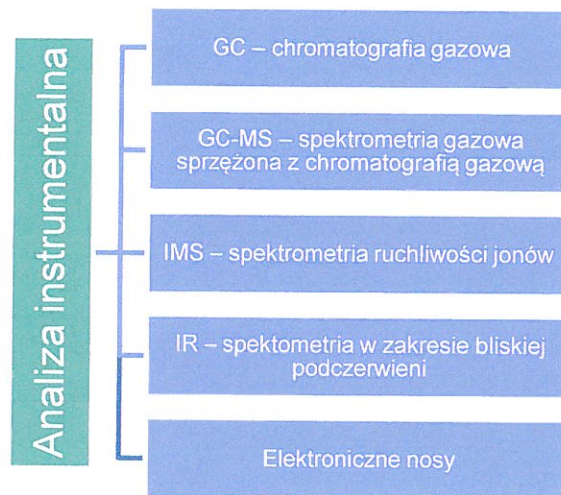 Analiza instrumentalna
GC – chromatografia gazowa
GC-MS – spektrometria gazowa
sprzężona z chromatografią gazową
IMS – spektrometria ruchliwości jonów
IR – spektometria w zakresie bliskiej
podczerwieni
Elektroniczne nosy